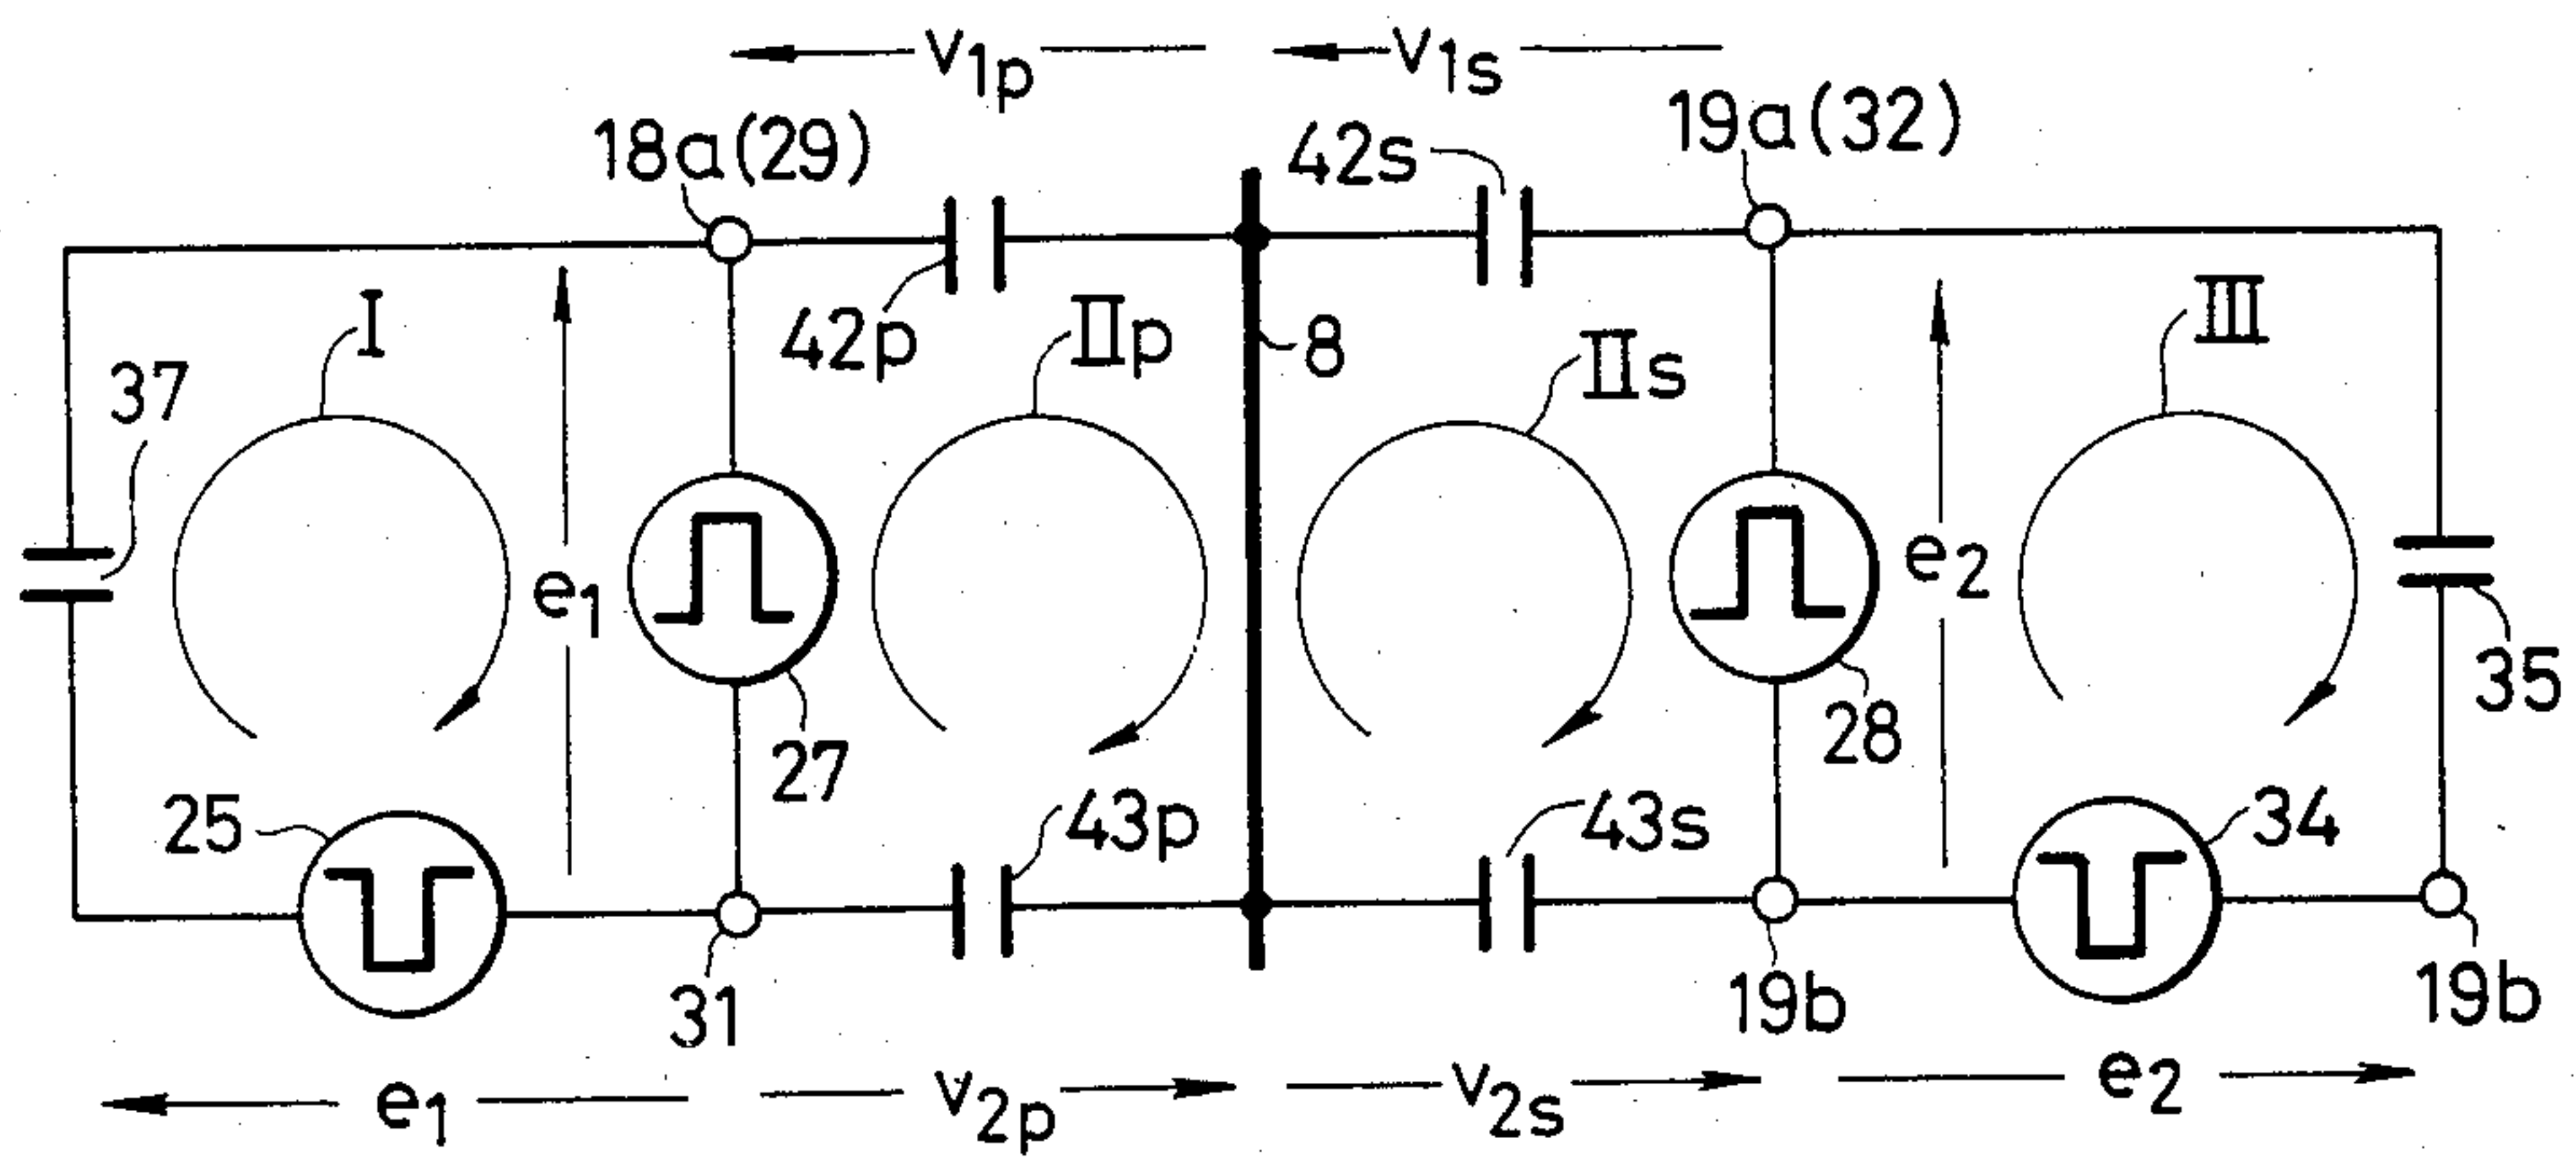 v1p
v1s
18a(29)
42s
19a(32)
I
42p
IIp
8
IIs
III
37
e1
e2
27
28
35
25
43p
43s
34
31
19b
19b
e1
v2p
v2s
e2